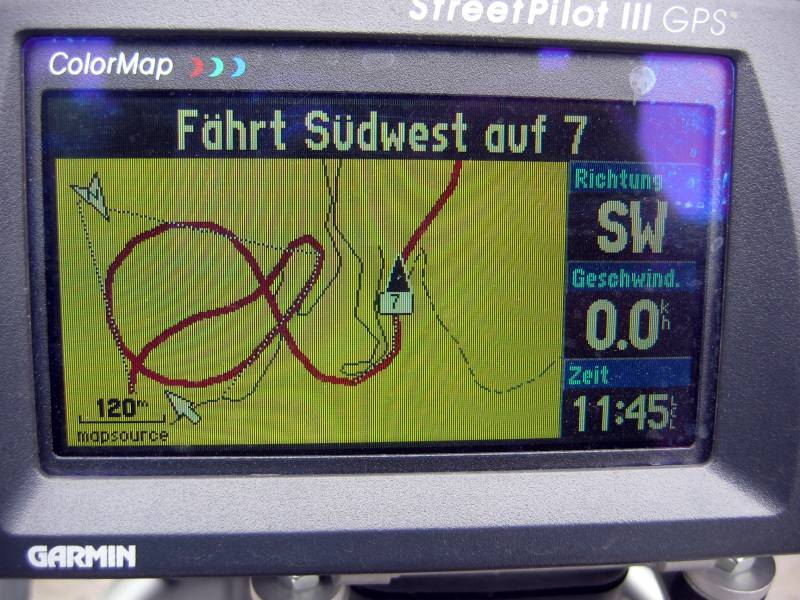 StreetPilot III GPS
ColorMap
Fährt Südwest auf 7
Richtung
SW
7
Geschwind.
0.0 k/h
Zeit
11:45
120m
mapsource
GARMIN